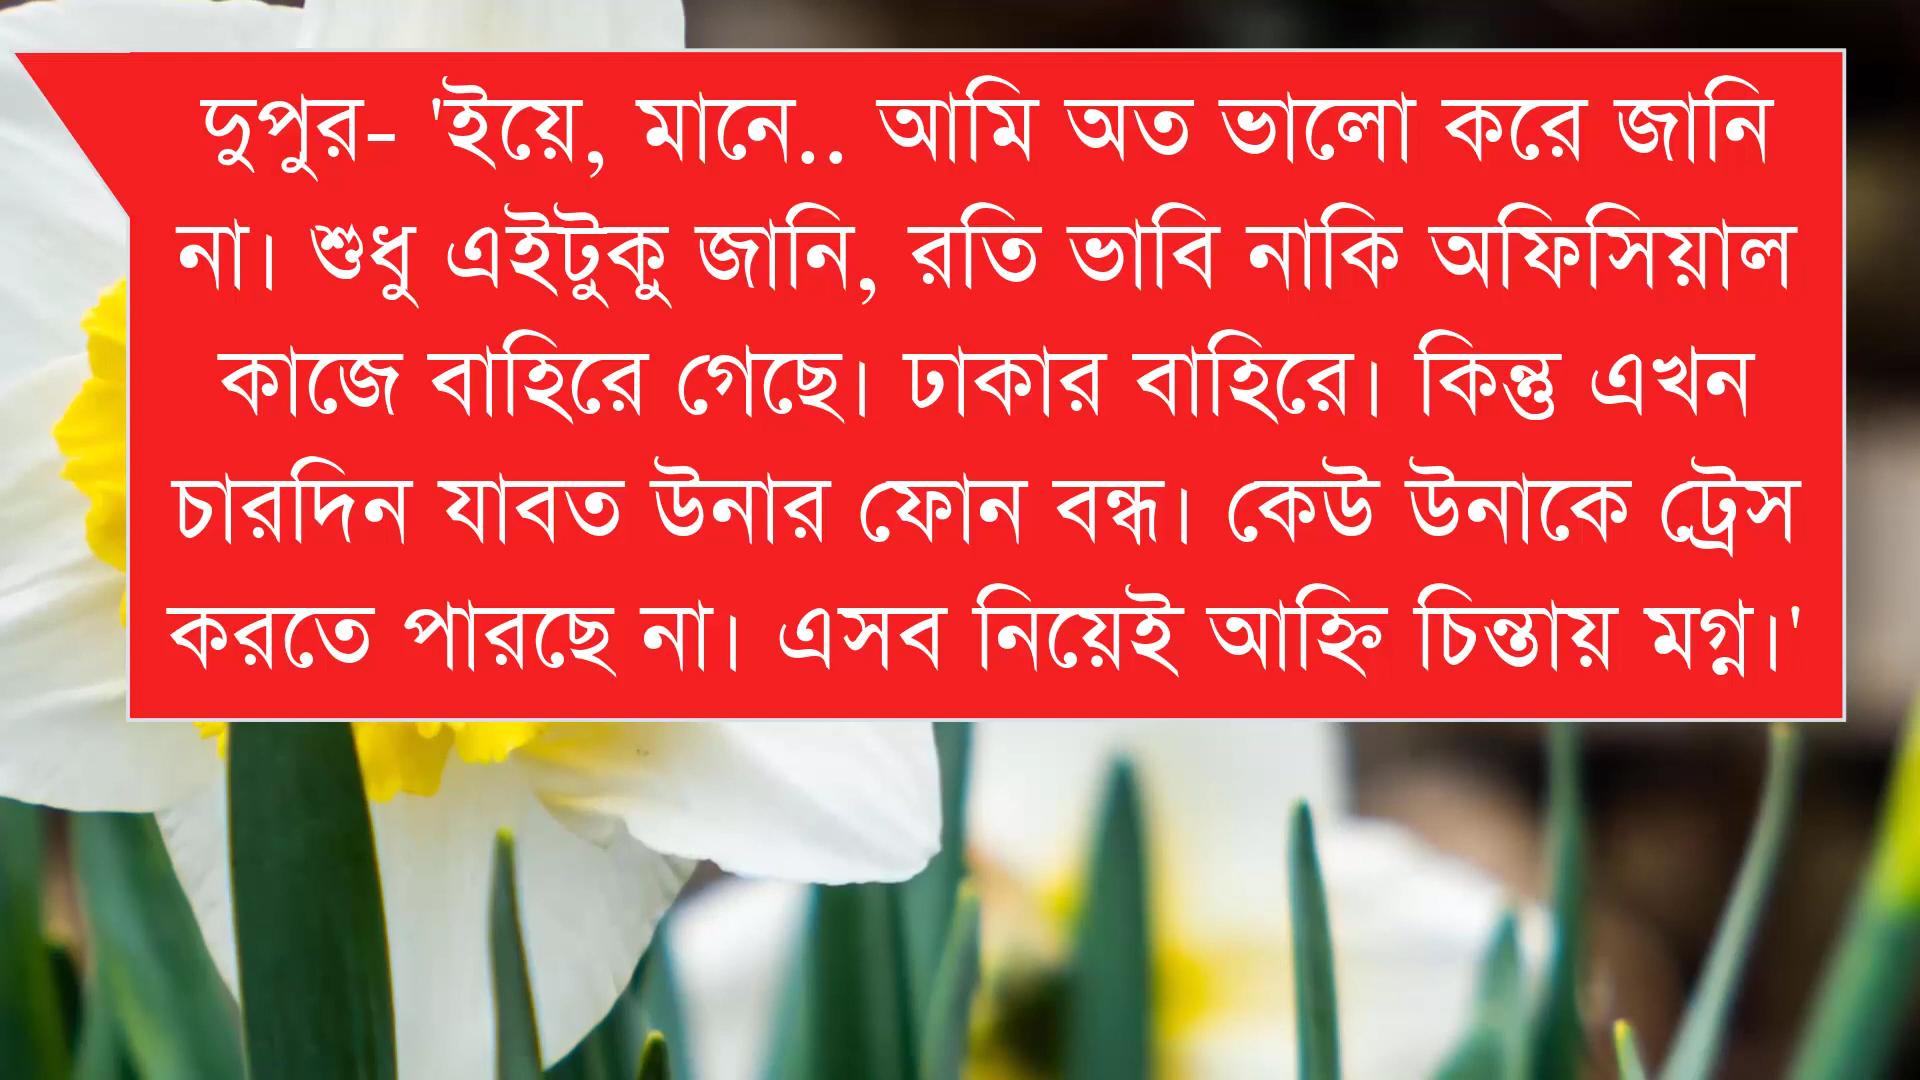 দুপুর- 'ইয়ে, মানে.. আমি অত ভালো করে জানি
না। শুধু এইটুকু জানি, রতি ভাবি নাকি অফিসিয়াল
কাজে বাহিরে গেছে। ঢাকার বাহিরে। কিন্তু এখন
চারদিন যাবত উনার ফোন বন্ধ। কেউ উনাকে ট্রেস
করতে পারছে না। এসব নিয়েই আহ্নি চিন্তায় মগ্ন।'